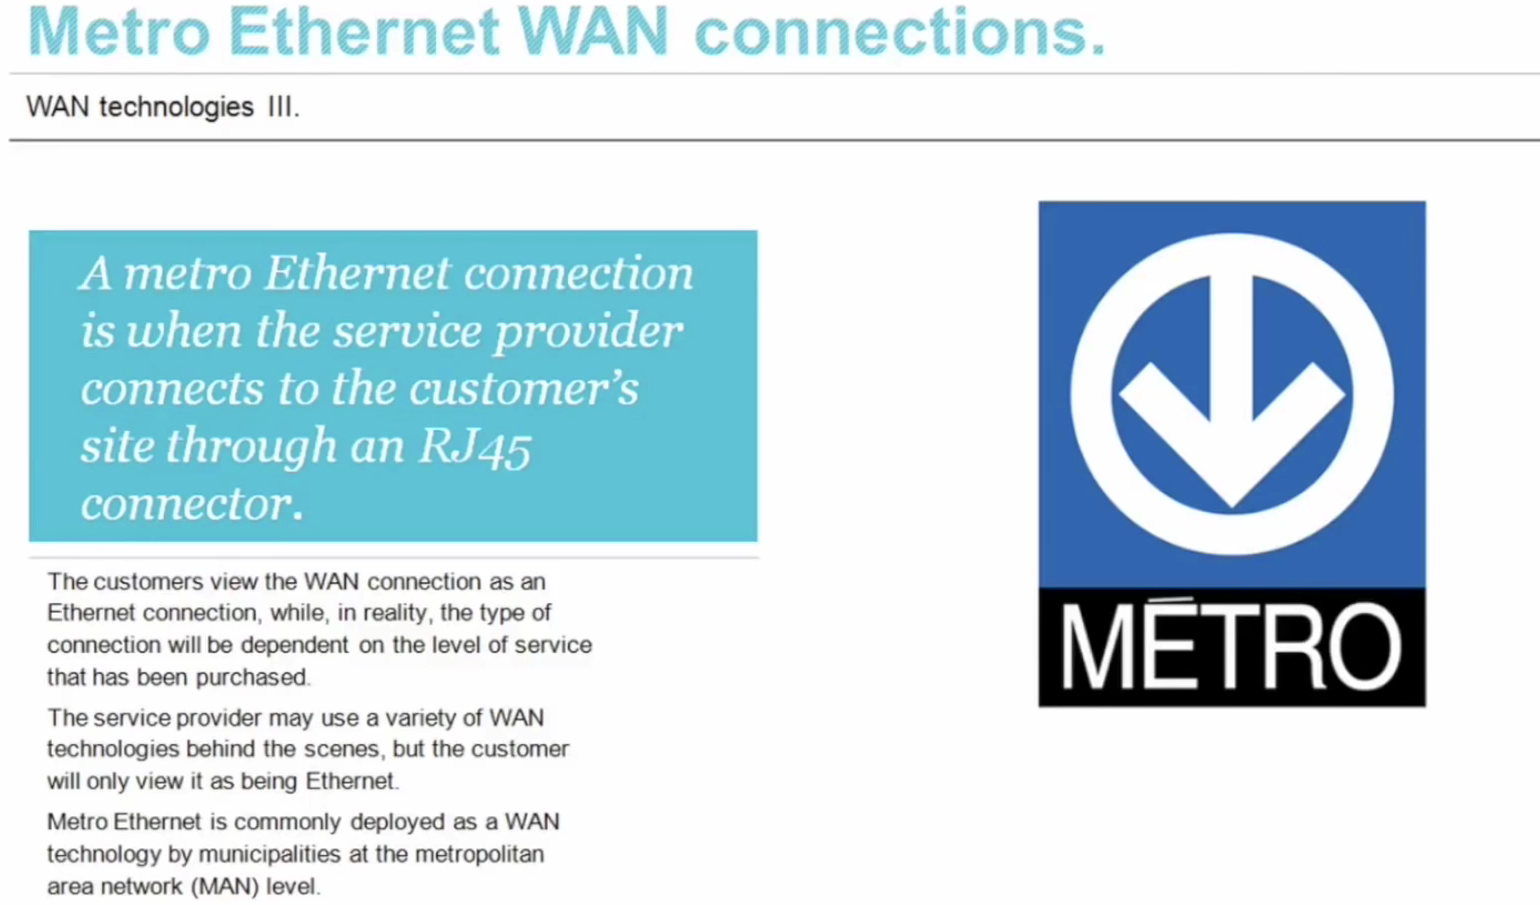 Metro Ethernet WAN connections.
WAN technologies III.
A metro Ethernet connection
is when the service provider
connects to the customer's
site through an RJ45
connector.
The customers view the WAN connection as an
Ethernet connection, while, in reality, the type of
connection will be dependent on the level of service
that has been purchased.
The service provider may use a variety of WAN
technologies behind the scenes, but the customer
will only view it as being Ethernet.
Metro Ethernet is commonly deployed as a WAN
technology by municipalities at the metropolitan
area network (MAN) level.
MÉTRO